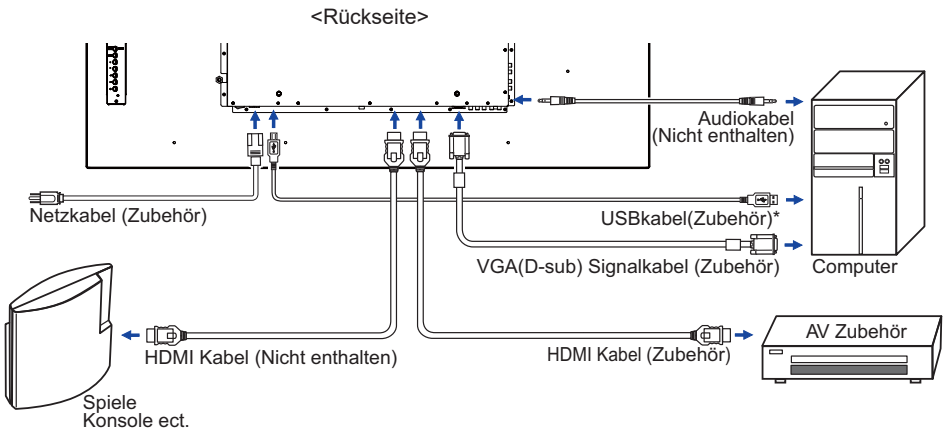 <Rückseite>
Audiokabel
(Nicht enthalten)
Netzkabel (Zubehör)
USBkabel(Zubehör)*
VGA(D-sub) Signalkabel (Zubehör)
Computer
HDMI Kabel (Nicht enthalten)
HDMI Kabel (Zubehör)
AV Zubehör
Spiele
Konsole ect.